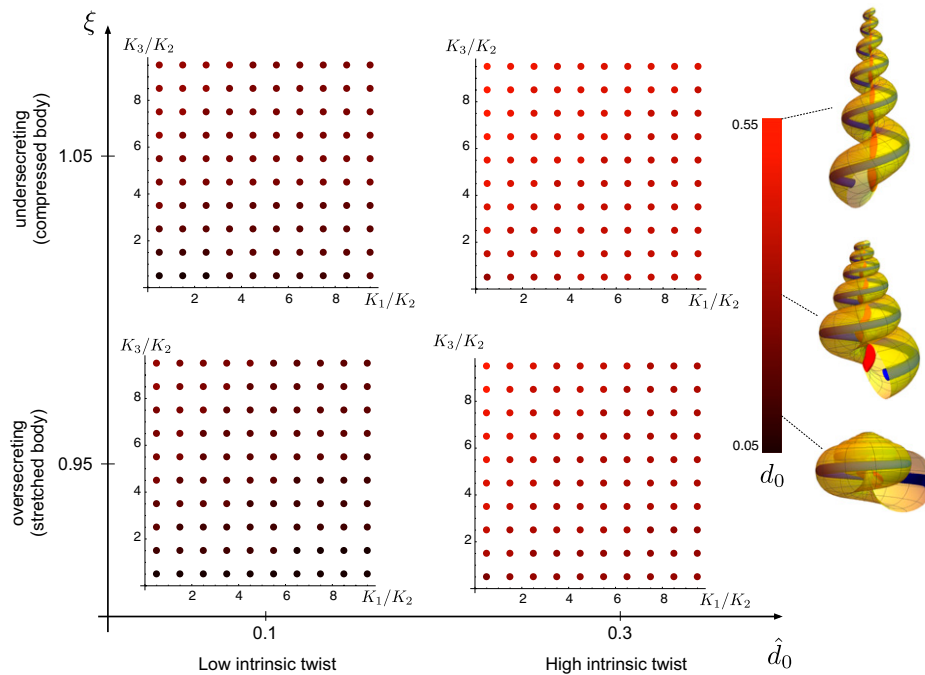 ξ
undersecreting
(compressed body)
1.05
oversecreting
(stretched body)
0.95
K₃/K₂
8
6
4
2
2 4 6 8
K₁/K₂
K₃/K₂
8
6
4
2
2 4 6 8
K₁/K₂
K₃/K₂
8
6
4
2
2 4 6 8
K₁/K₂
K₃/K₂
8
6
4
2
2 4 6 8
K₁/K₂
0.55
0.05
d₀
0.1 0.3
Low intrinsic twist High intrinsic twist
d̂₀